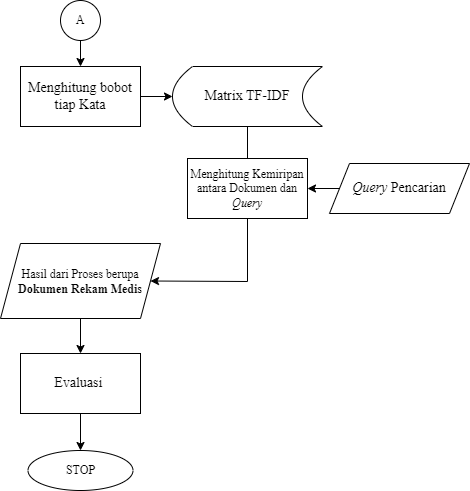 A
Menghitung bobot
tiap Kata
Matrix TF-IDF
Menghitung Kemiripan
antara Dokumen dan
Query
Query Pencarian
Hasil dari Proses berupa
Dokumen Rekam Medis
Evaluasi
STOP